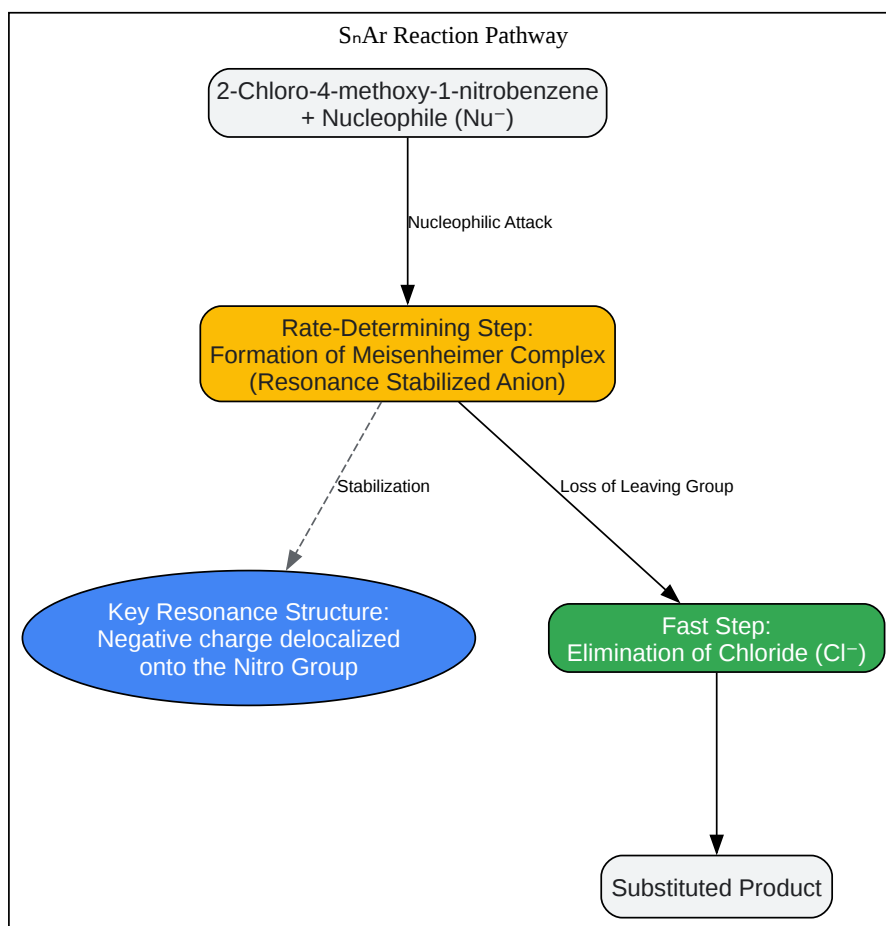 SₙAr Reaction Pathway
2-Chloro-4-methoxy-1-nitrobenzene
+ Nucleophile (Nu⁻)
Nucleophilic Attack
Rate-Determining Step:
Formation of Meisenheimer Complex
(Resonance Stabilized Anion)
Stabilization
Loss of Leaving Group
Key Resonance Structure:
Negative charge delocalized
onto the Nitro Group
Fast Step:
Elimination of Chloride (Cl⁻)
Substituted Product